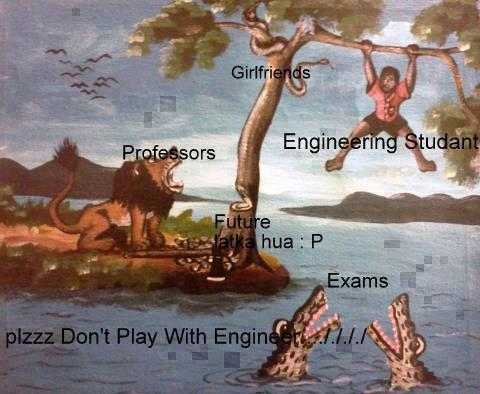 Girlfriends
Engineering Studant
Professors
Future
latka hua : P
Exams
plzzz Don't Play With Engineer..../././././